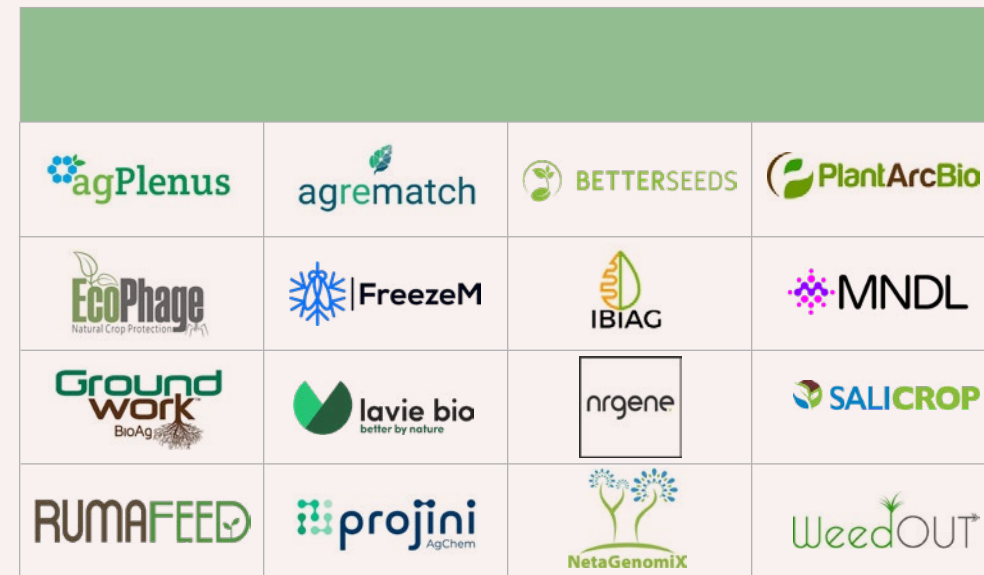 agPlenus
agrematch
BETTERSEEDS
PlantArcBio
EcoPhage
Natural Crop Protection
FreezeM
IBIAG
MNDL
Ground
work™
BioAg
lavie bio
better by nature
nrgene
SALICROP
RUMAFEED
projini
AgChem
NetaGenomiX
WeedOUT